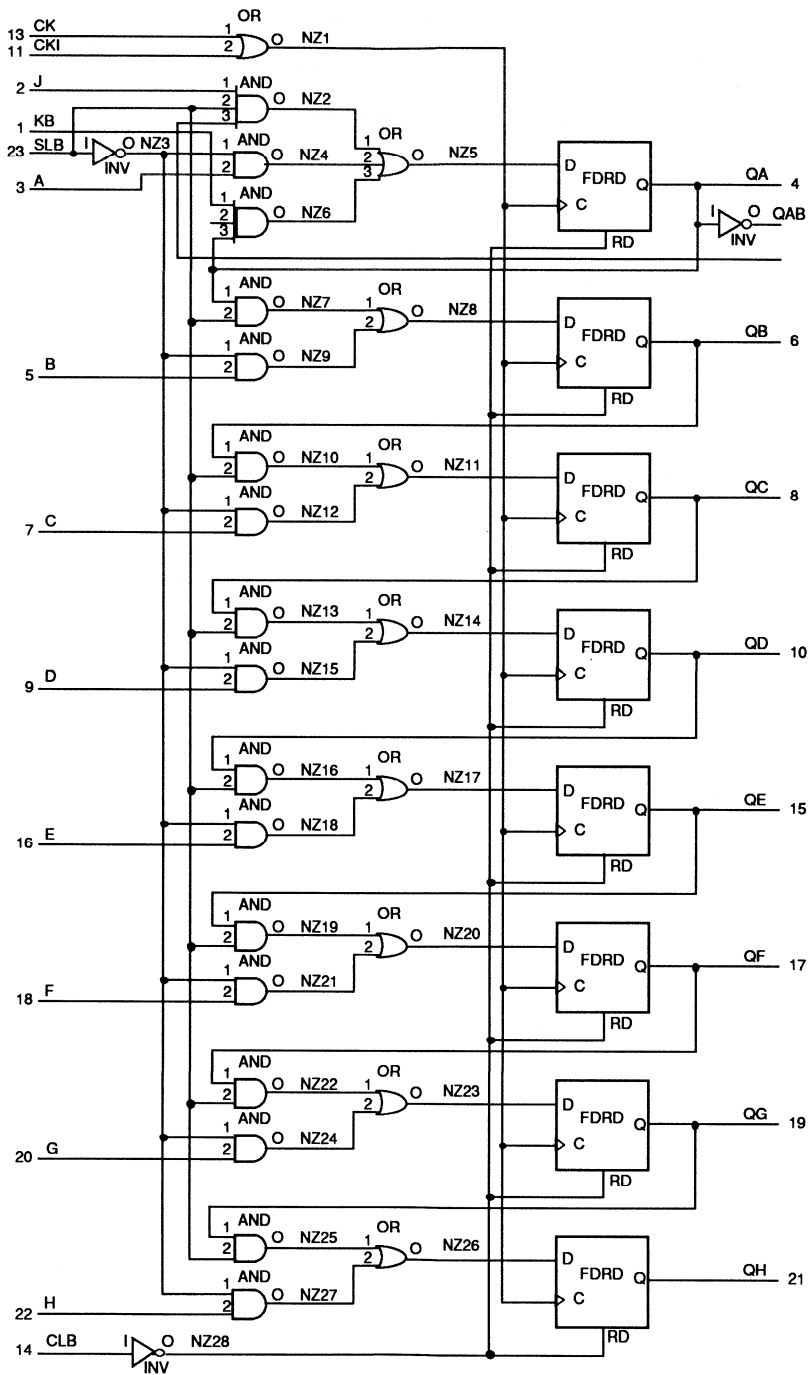 OR
13 CK 1 O NZ1
11 CKI 2
2 J 1 AND O NZ2
2
3
1 KB AND OR
23 SLB I O NZ3 1 O NZ4 1 O NZ5 D FDRD Q QA 4
INV 2 2
3 A AND 3
1 O NZ6 C I O QAB
2 INV
3 RD
AND OR
1 O NZ7 1 O NZ8 D FDRD Q QB 6
2 AND 2
5 B 1 O NZ9 C
2 RD
AND OR
1 O NZ10 1 O NZ11 D FDRD Q QC 8
2 AND 2
7 C 1 O NZ12 C
2 RD
AND OR
1 O NZ13 1 O NZ14 D FDRD Q QD 10
2 AND 2
9 D 1 O NZ15 C
2 RD
AND OR
1 O NZ16 1 O NZ17 D FDRD Q QE 15
2 AND 2
16 E 1 O NZ18 C
2 RD
AND OR
1 O NZ19 1 O NZ20 D FDRD Q QF 17
2 AND 2
18 F 1 O NZ21 C
2 RD
AND OR
1 O NZ22 1 O NZ23 D FDRD Q QG 19
2 AND 2
20 G 1 O NZ24 C
2 RD
AND OR
1 O NZ25 1 O NZ26 D FDRD Q QH 21
2 AND 2
22 H 1 O NZ27 C
2
14 CLB I O NZ28 RD
INV